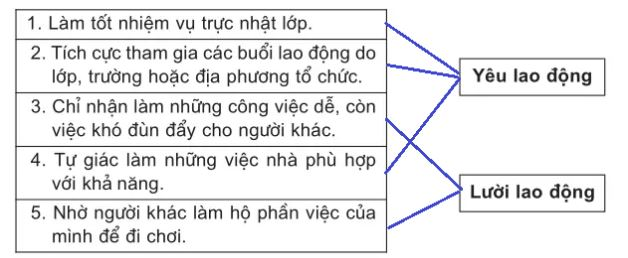 1. Làm tốt nhiệm vụ trực nhật lớp.
2. Tích cực tham gia các buổi lao động do
lớp, trường hoặc địa phương tổ chức.
3. Chỉ nhận làm những công việc dễ, còn
việc khó đùn đẩy cho người khác.
4. Tự giác làm những việc nhà phù hợp
với khả năng.
5. Nhờ người khác làm hộ phần việc của
mình để đi chơi.
Yêu lao động
Lười lao động